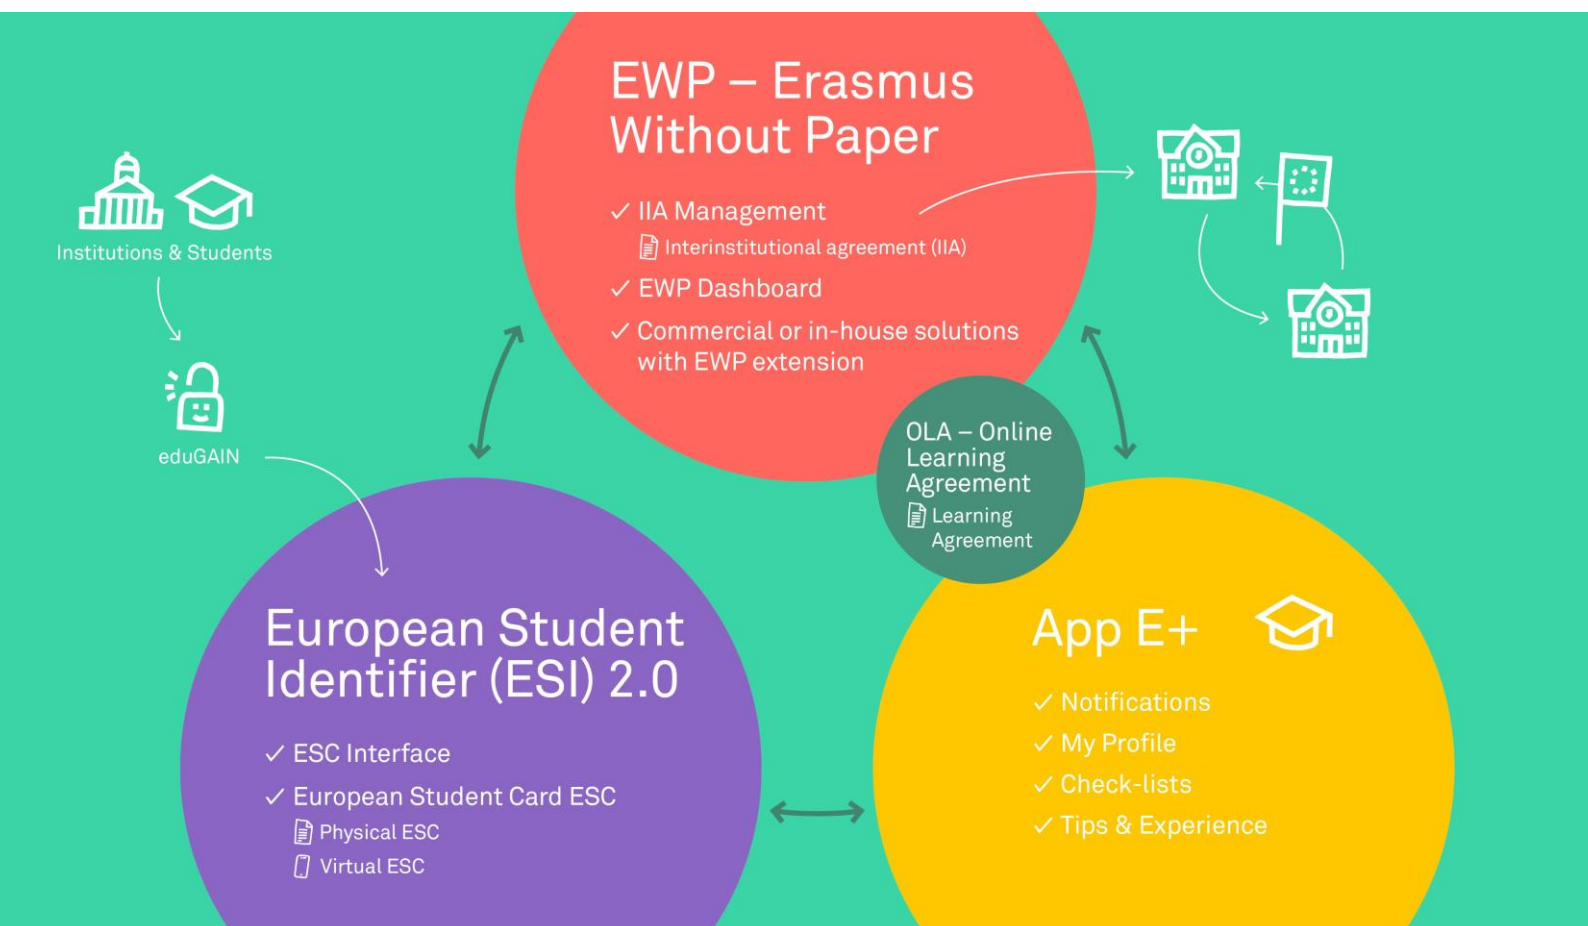 EWP – Erasmus
Without Paper
✓ IIA Management
Interinstitutional agreement (IIA)
✓ EWP Dashboard
✓ Commercial or in-house solutions
with EWP extension
Institutions & Students
eduGAIN
OLA – Online
Learning
Agreement
Learning
Agreement
European Student
Identifier (ESI) 2.0
✓ ESC Interface
✓ European Student Card ESC
Physical ESC
Virtual ESC
App E+
✓ Notifications
✓ My Profile
✓ Check-lists
✓ Tips & Experience